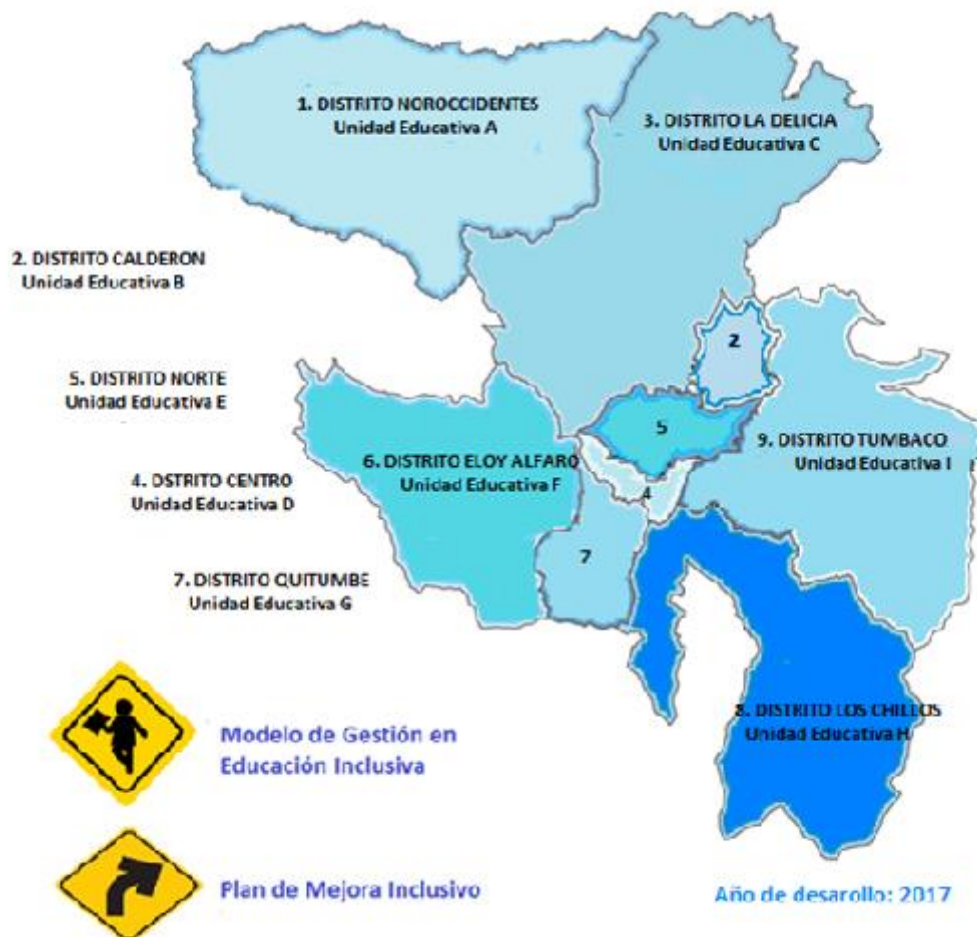 1. DISTRITO NOROCCIDENTES
Unidad Educativa A
3. DISTRITO LA DELICIA
Unidad Educativa C
2. DISTRITO CALDERON
Unidad Educativa B
2
5. DISTRITO NORTE
Unidad Educativa E
5
9. DISTRITO TUMBACO
Unidad Educativa I
6. DISTRITO ELOY ALFARO
Unidad Educativa F
4. DSTRITO CENTRO
Unidad Educativa D
4
7
7. DISTRITO QUITUMBE
Unidad Educativa G
8. DISTRITO LOS CHILLOS
Unidad Educativa H
Modelo de Gestión en
Educación Inclusiva
Plan de Mejora Inclusivo
Año de desarollo: 2017